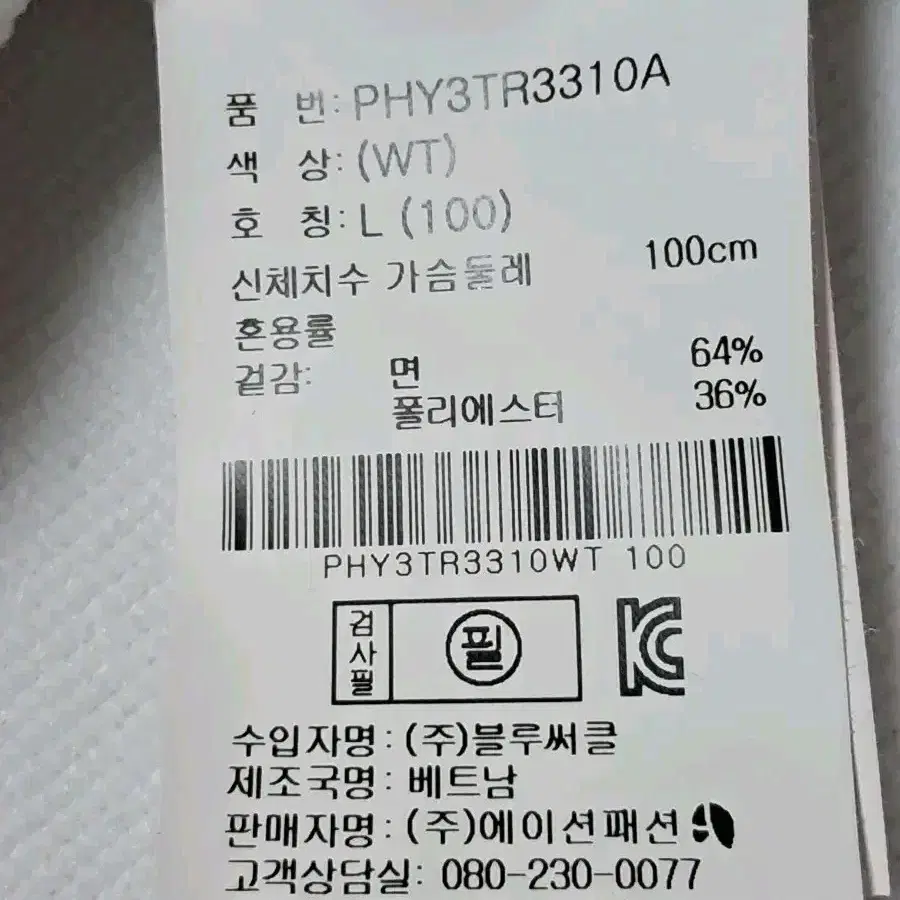 품 번: PHY3TR3310A
색 상: (WT)
호 칭: L (100)
신체치수 가슴둘레 100cm
혼용률
겉감: 면 64%
폴리에스터 36%
PHY3TR3310WT 100
검사필 필
수입자명: (주)블루써클
제조국명: 베트남
판매자명: (주)에이션패션
고객상담실: 080-230-0077